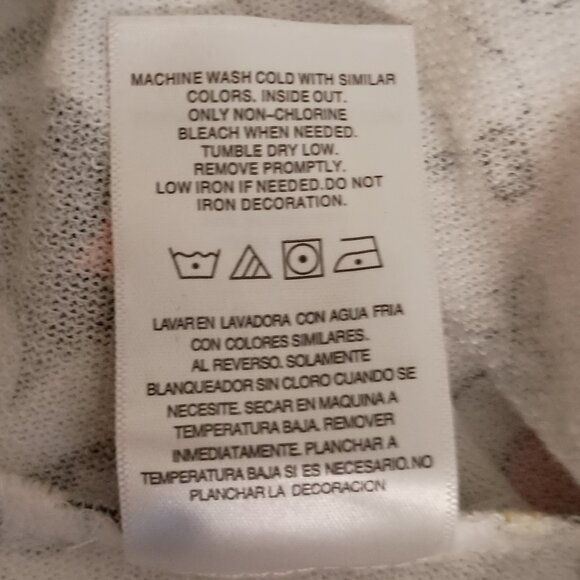 MACHINE WASH COLD WITH SIMILAR
COLORS. INSIDE OUT.
ONLY NON-CHLORINE
BLEACH WHEN NEEDED.
TUMBLE DRY LOW.
REMOVE PROMPTLY.
LOW IRON IF NEEDED.DO NOT
IRON DECORATION.
LAVAR EN LAVADORA CON AGUA FRIA
CON COLORES SIMILARES.
AL REVERSO. SOLAMENTE
BLANQUEADOR SIN CLORO CUANDO SE
NECESITE. SECAR EN MAQUINA A
TEMPERATURA BAJA. REMOVER
INMEDIATAMENTE. PLANCHAR A
TEMPERATURA BAJA SI ES NECESARIO. NO
PLANCHAR LA DECORACION